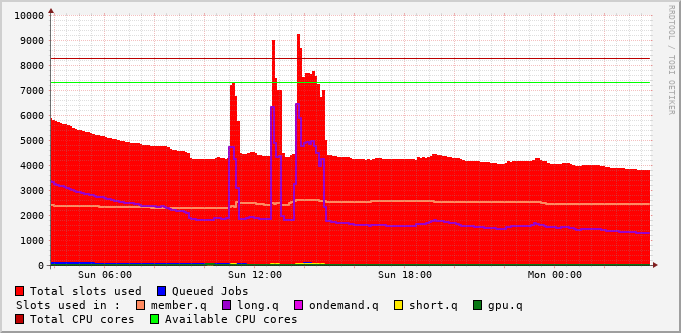 10000
9000
8000
7000
6000
5000
4000
3000
2000
1000
0
Sun 06:00 Sun 12:00 Sun 18:00 Mon 00:00
Total slots used Queued Jobs
Slots used in : member.q long.q ondemand.q short.q gpu.q
Total CPU cores Available CPU cores
RRDTOOL / TOBI OETIKER